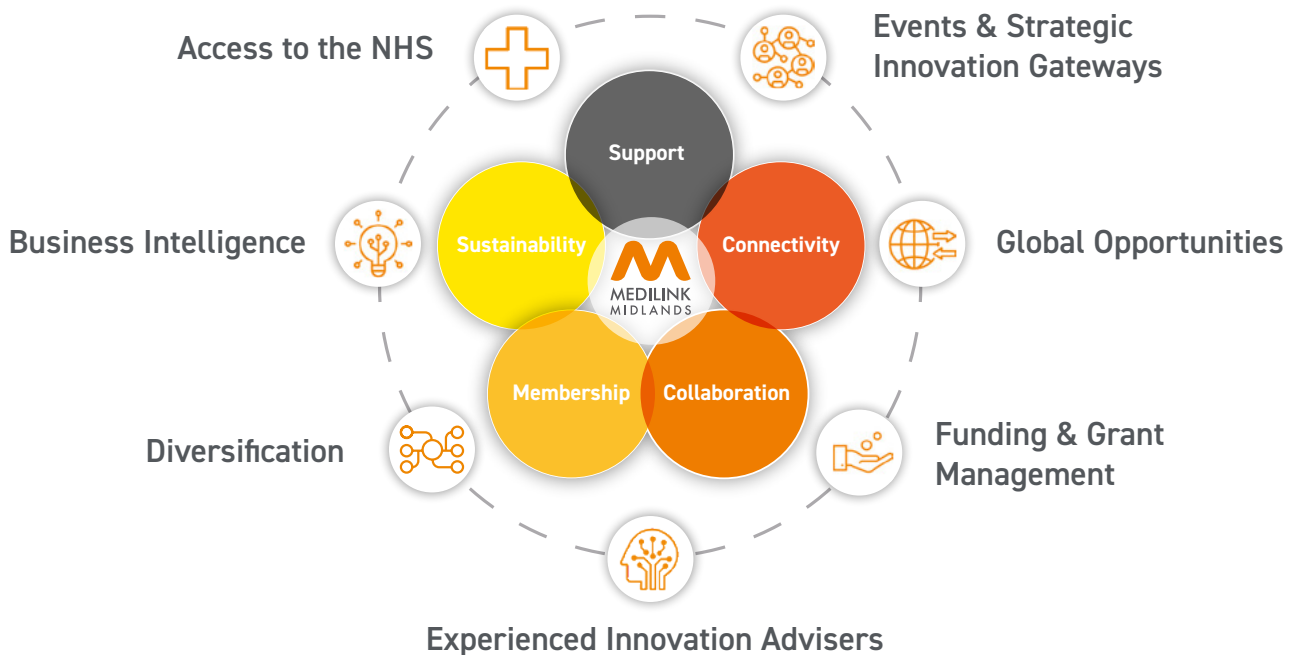 Access to the NHS
Events & Strategic
Innovation Gateways
Support
Business Intelligence
Sustainability
Connectivity
Global Opportunities
MEDILINK
MIDLANDS
Membership
Collaboration
Diversification
Funding & Grant
Management
Experienced Innovation Advisers